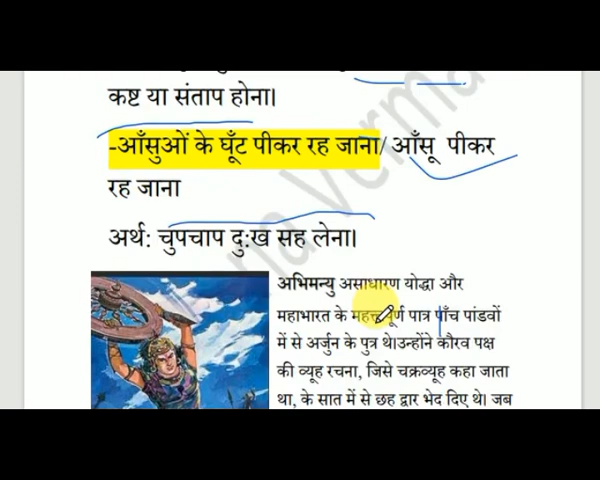 कष्ट या संताप होना।
-आँसुओं के घूँट पीकर रह जाना/ आँसू पीकर
रह जाना
अर्थ: चुपचाप दु:ख सह लेना।
अभिमन्यु असाधारण योद्धा और
महाभारत के महत्त्वपूर्ण पात्र पाँच पांडवों
में से अर्जुन के पुत्र थे।उन्होंने कौरव पक्ष
की व्यूह रचना, जिसे चक्रव्यूह कहा जाता
था, के सात में से छह द्वार भेद दिए थे। जब
Verma